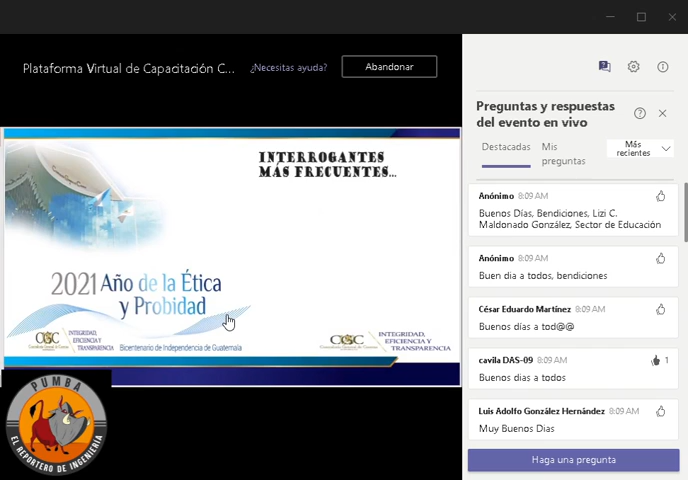 Plataforma Virtual de Capacitación C...
¿Necesitas ayuda?
Abandonar
INTERROGANTES
MÁS FRECUENTES...
2021 Año de la Ética
y Probidad
CGC
INTEGRIDAD,
EFICIENCIA Y
TRANSPARENCIA
Bicentenario de Independencia de Guatemala
CGC
INTEGRIDAD,
EFICIENCIA Y
TRANSPARENCIA
PUMBA
EL REPORTERO DE INGENIERIA
Preguntas y respuestas
del evento en vivo
Destacadas
Mis
preguntas
Más
recientes
Anónimo 8:09 AM
Buenos Días, Bendiciones, Lizi C.
Maldonado González, Sector de Educación
Anónimo 8:09 AM
Buen dia a todos, bendiciones
César Eduardo Martínez 8:09 AM
Buenos días a tod@@
cavila DAS-09 8:09 AM 1
Buenos dias a todos
Luis Adolfo González Hernández 8:09 AM
Muy Buenos Dias
Haga una pregunta